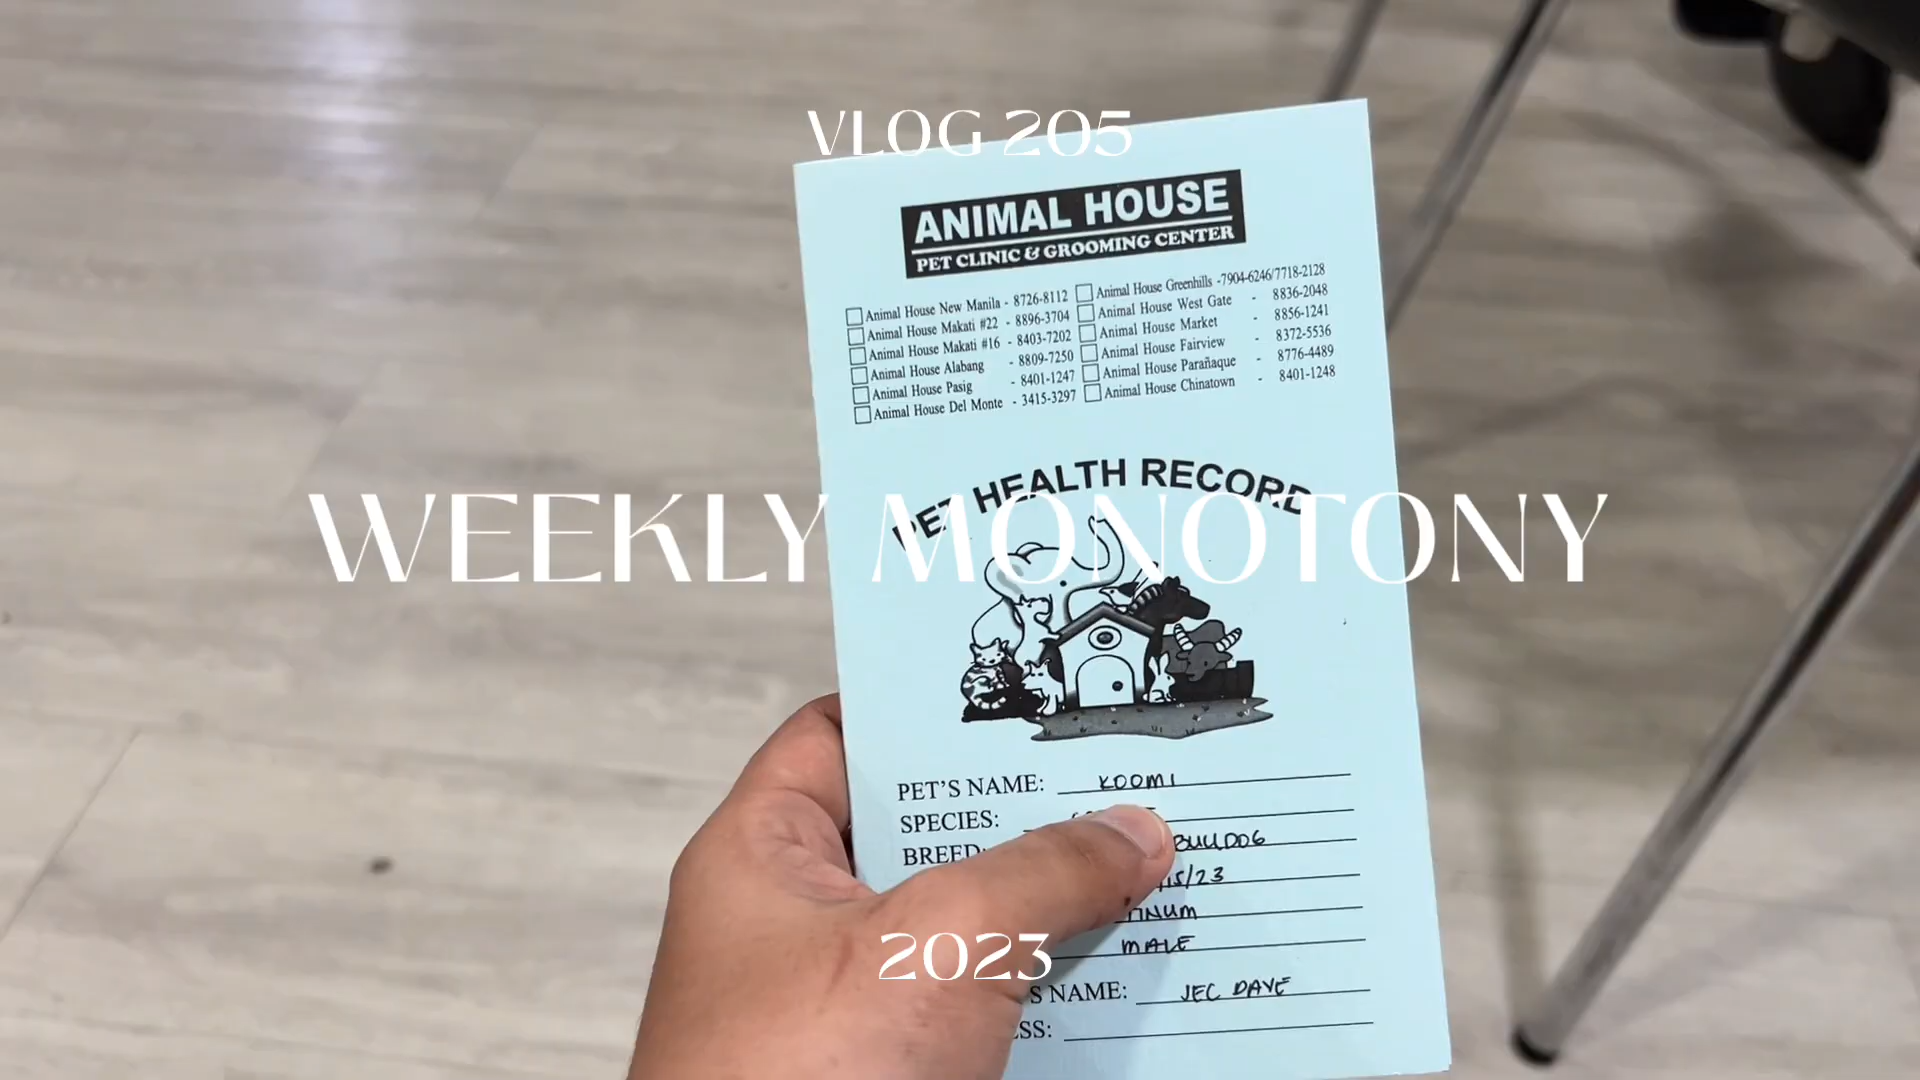 VLOG 205
ANIMAL HOUSE
PET CLINIC & GROOMING CENTER
Animal House New Manila - 8726-8112
Animal House Makati #22 - 8896-3704
Animal House Makati #16 - 8403-7202
Animal House Alabang - 8809-7250
Animal House Pasig - 8401-1247
Animal House Del Monte - 3415-3297
Animal House Greenhills -7904-6246/7718-2128
Animal House West Gate - 8836-2048
Animal House Market - 8856-1241
Animal House Fairview - 8372-5536
Animal House Parañaque - 8776-4489
Animal House Chinatown - 8401-1248
PET HEALTH RECORD
WEEKLY MONOTONY
PET'S NAME: KOOMI
SPECIES:
BREED: BULLDOG
15/23
MALE
2023
S NAME: JEC DAVE